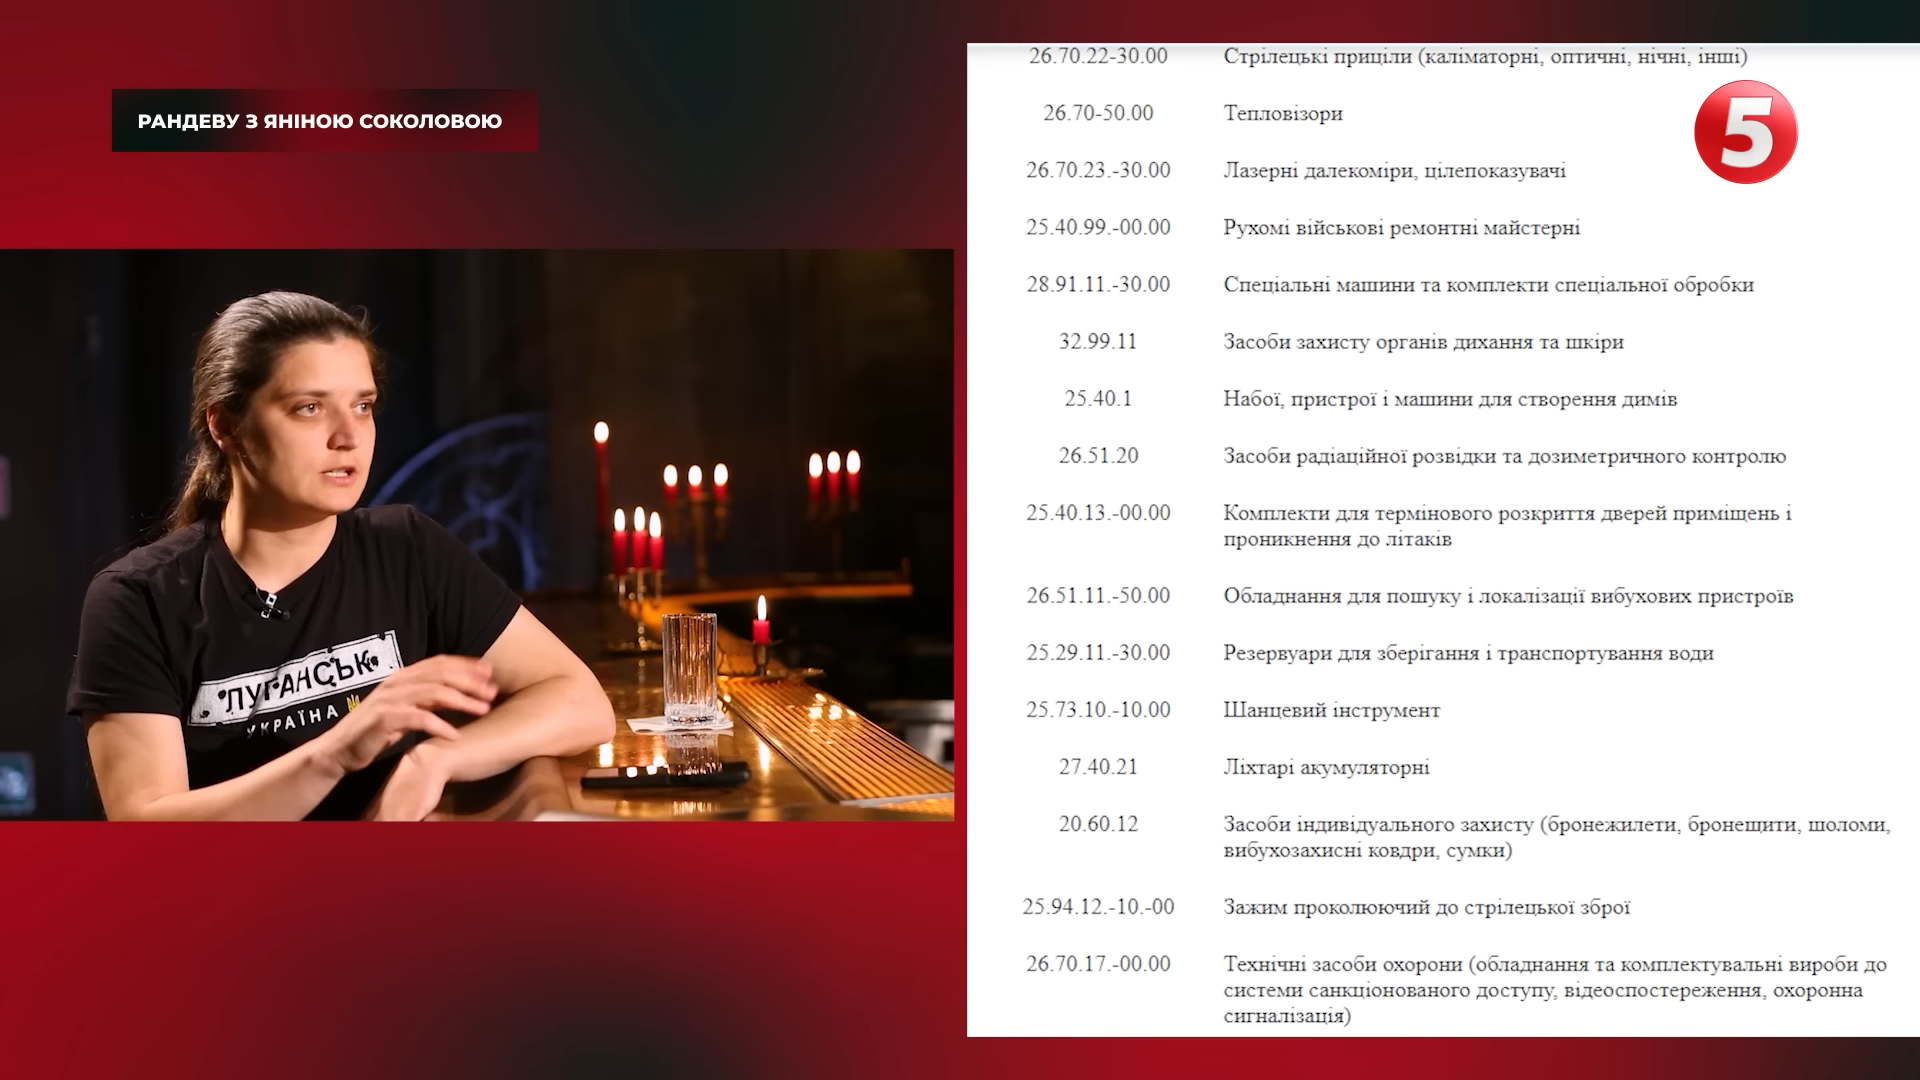 РАНДЕВУ З ЯНІНОЮ СОКОЛОВОЮ
5
ЛУГАНСЬК
УКРАЇНА
26.70.22-30.00 Стрілецькі приціли (каліматорні, оптичні, нічні, інші)
26.70-50.00 Тепловізори
26.70.23.-30.00 Лазерні далекоміри, цілепоказувачі
25.40.99.-00.00 Рухомі військові ремонтні майстерні
28.91.11.-30.00 Спеціальні машини та комплекти спеціальної обробки
32.99.11 Засоби захисту органів дихання та шкіри
25.40.1 Набої, пристрої і машини для створення димів
26.51.20 Засоби радіаційної розвідки та дозиметричного контролю
25.40.13.-00.00 Комплекти для термінового розкриття дверей приміщень і
проникнення до літаків
26.51.11.-50.00 Обладнання для пошуку і локалізації вибухових пристроїв
25.29.11.-30.00 Резервуари для зберігання і транспортування води
25.73.10.-10.00 Шанцевий інструмент
27.40.21 Ліхтарі акумуляторні
20.60.12 Засоби індивідуального захисту (бронежилети, бронещити, шоломи,
вибухозахисні ковдри, сумки)
25.94.12.-10.-00 Зажим проколюючий до стрілецької зброї
26.70.17.-00.00 Технічні засоби охорони (обладнання та комплектувальні вироби до
системи санкціонованого доступу, відеоспостереження, охоронна
сигналізація)